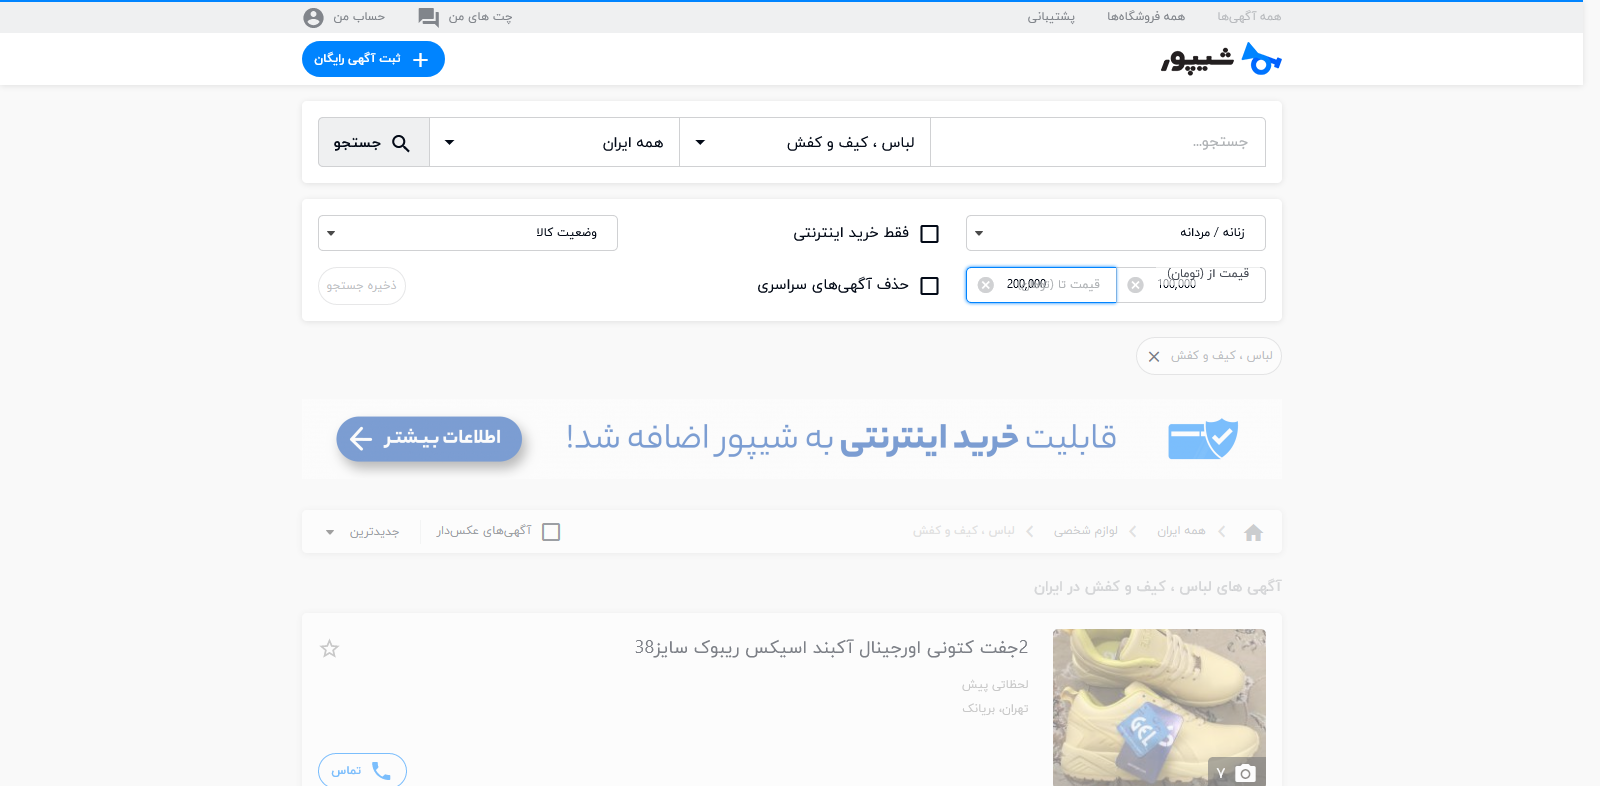 همه آگهی‌ها
همه فروشگاه‌ها
پشتیبانی
چت های من
حساب من
شیپور
ثبت آگهی رایگان
جستجو...
لباس ، کیف و کفش
همه ایران
جستجو
زنانه / مردانه
فقط خرید اینترنتی
وضعیت کالا
قیمت از (تومان)
100,000
قیمت تا (تومان)
200,000
حذف آگهی‌های سراسری
ذخیره جستجو
لباس ، کیف و کفش
قابلیت خرید اینترنتی به شیپور اضافه شد!
اطلاعات بیشتر
همه ایران
لوازم شخصی
لباس ، کیف و کفش
آگهی‌های عکس‌دار
جدیدترین
آگهی های لباس ، کیف و کفش در ایران
2جفت کتونی اورجینال آکبند اسیکس ریبوک سایز38
لحظاتی پیش
تهران، بریانک
تماس
GEL
۷